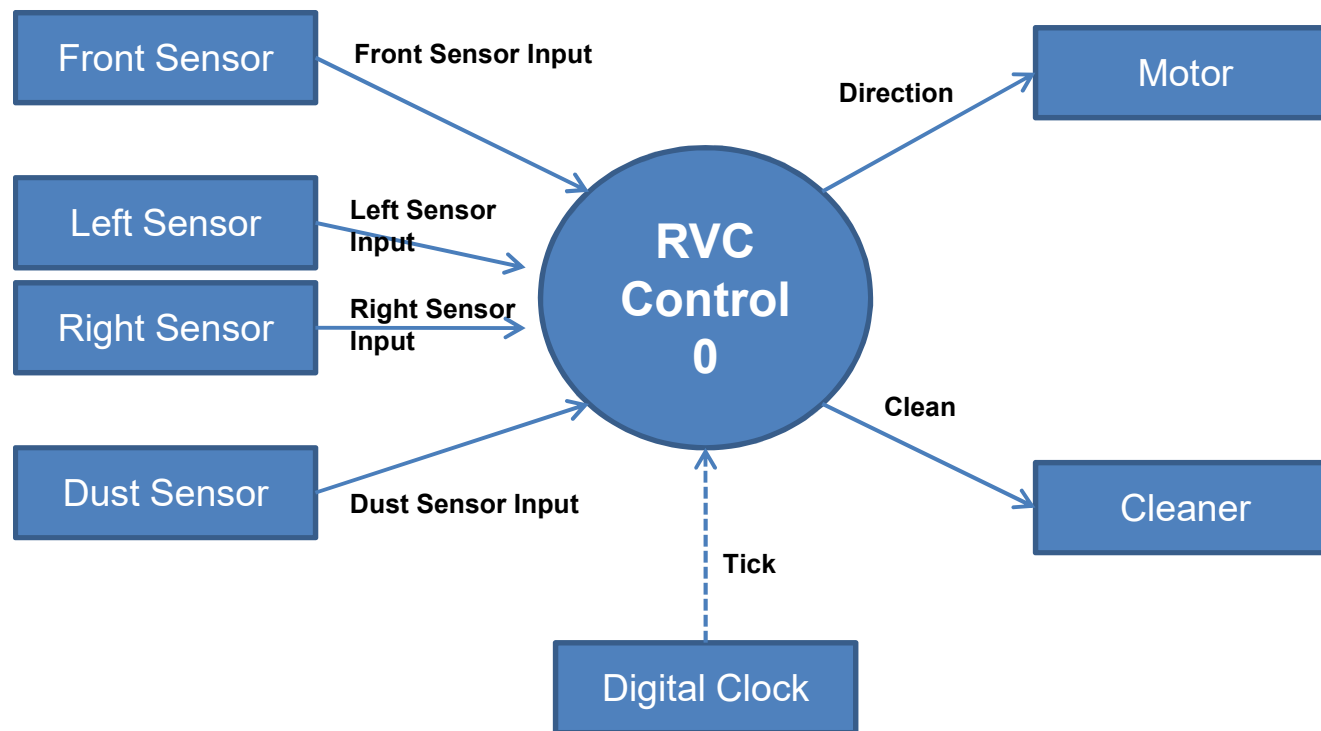 Front Sensor
Front Sensor Input
Direction
Motor
Left Sensor
Left Sensor
Input
Right Sensor
Right Sensor
Input
RVC
Control
0
Dust Sensor
Dust Sensor Input
Clean
Cleaner
Tick
Digital Clock